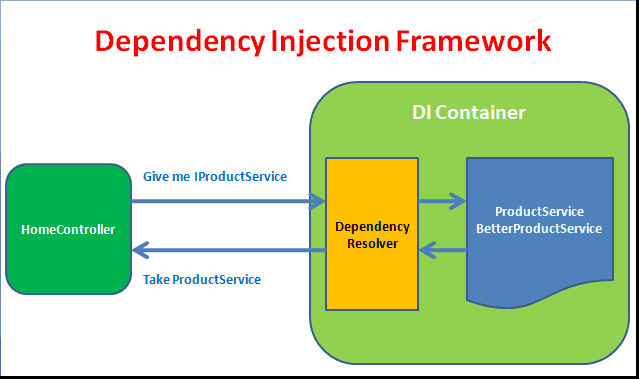 Dependency Injection Framework
DI Container
Give me IProductService
HomeController
Dependency
Resolver
ProductService
BetterProductService
Take ProductService